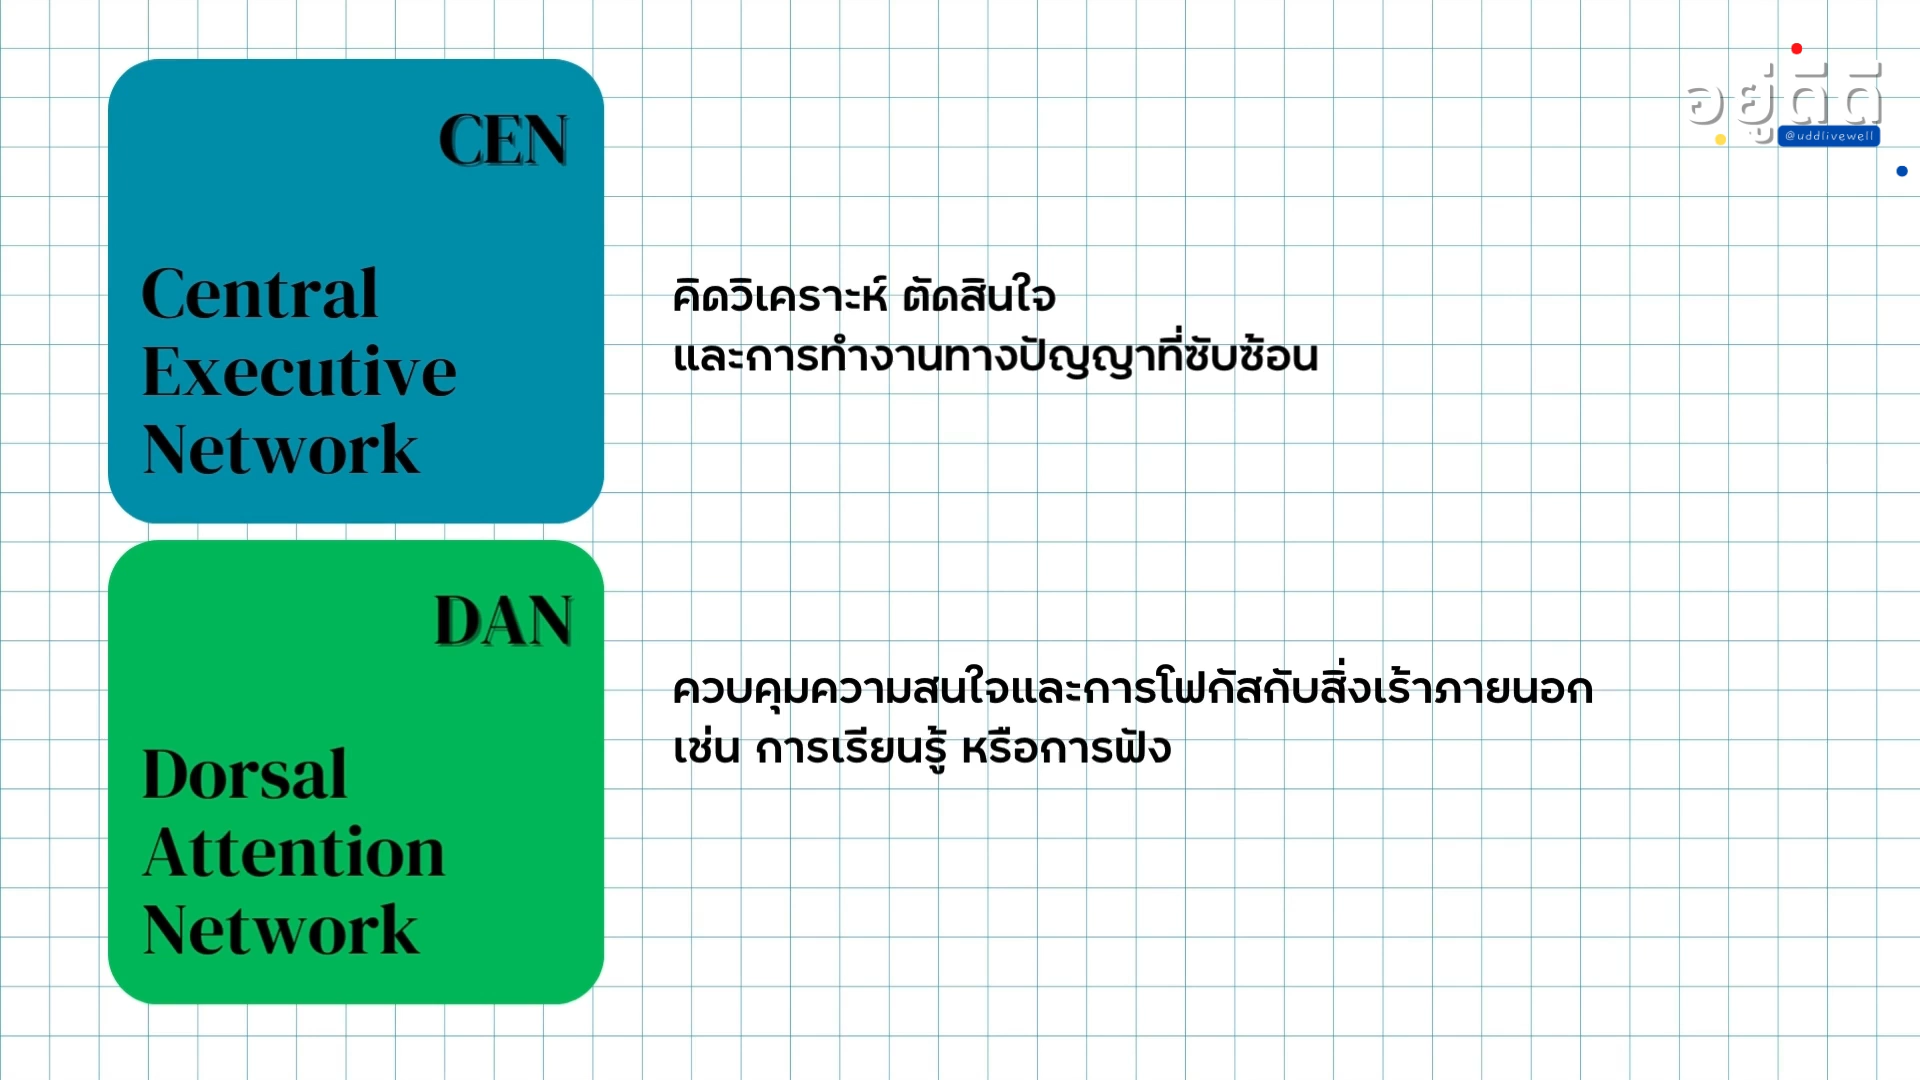 CEN
Central
Executive
Network
คิดวิเคราะห์ ตัดสินใจ
และการทำงานทางปัญญาที่ซับซ้อน
DAN
Dorsal
Attention
Network
ควบคุมความสนใจและการโฟกัสกับสิ่งเร้าภายนอก
เช่น การเรียนรู้ หรือการฟัง
อยู่ดีดี
@uddlivewell